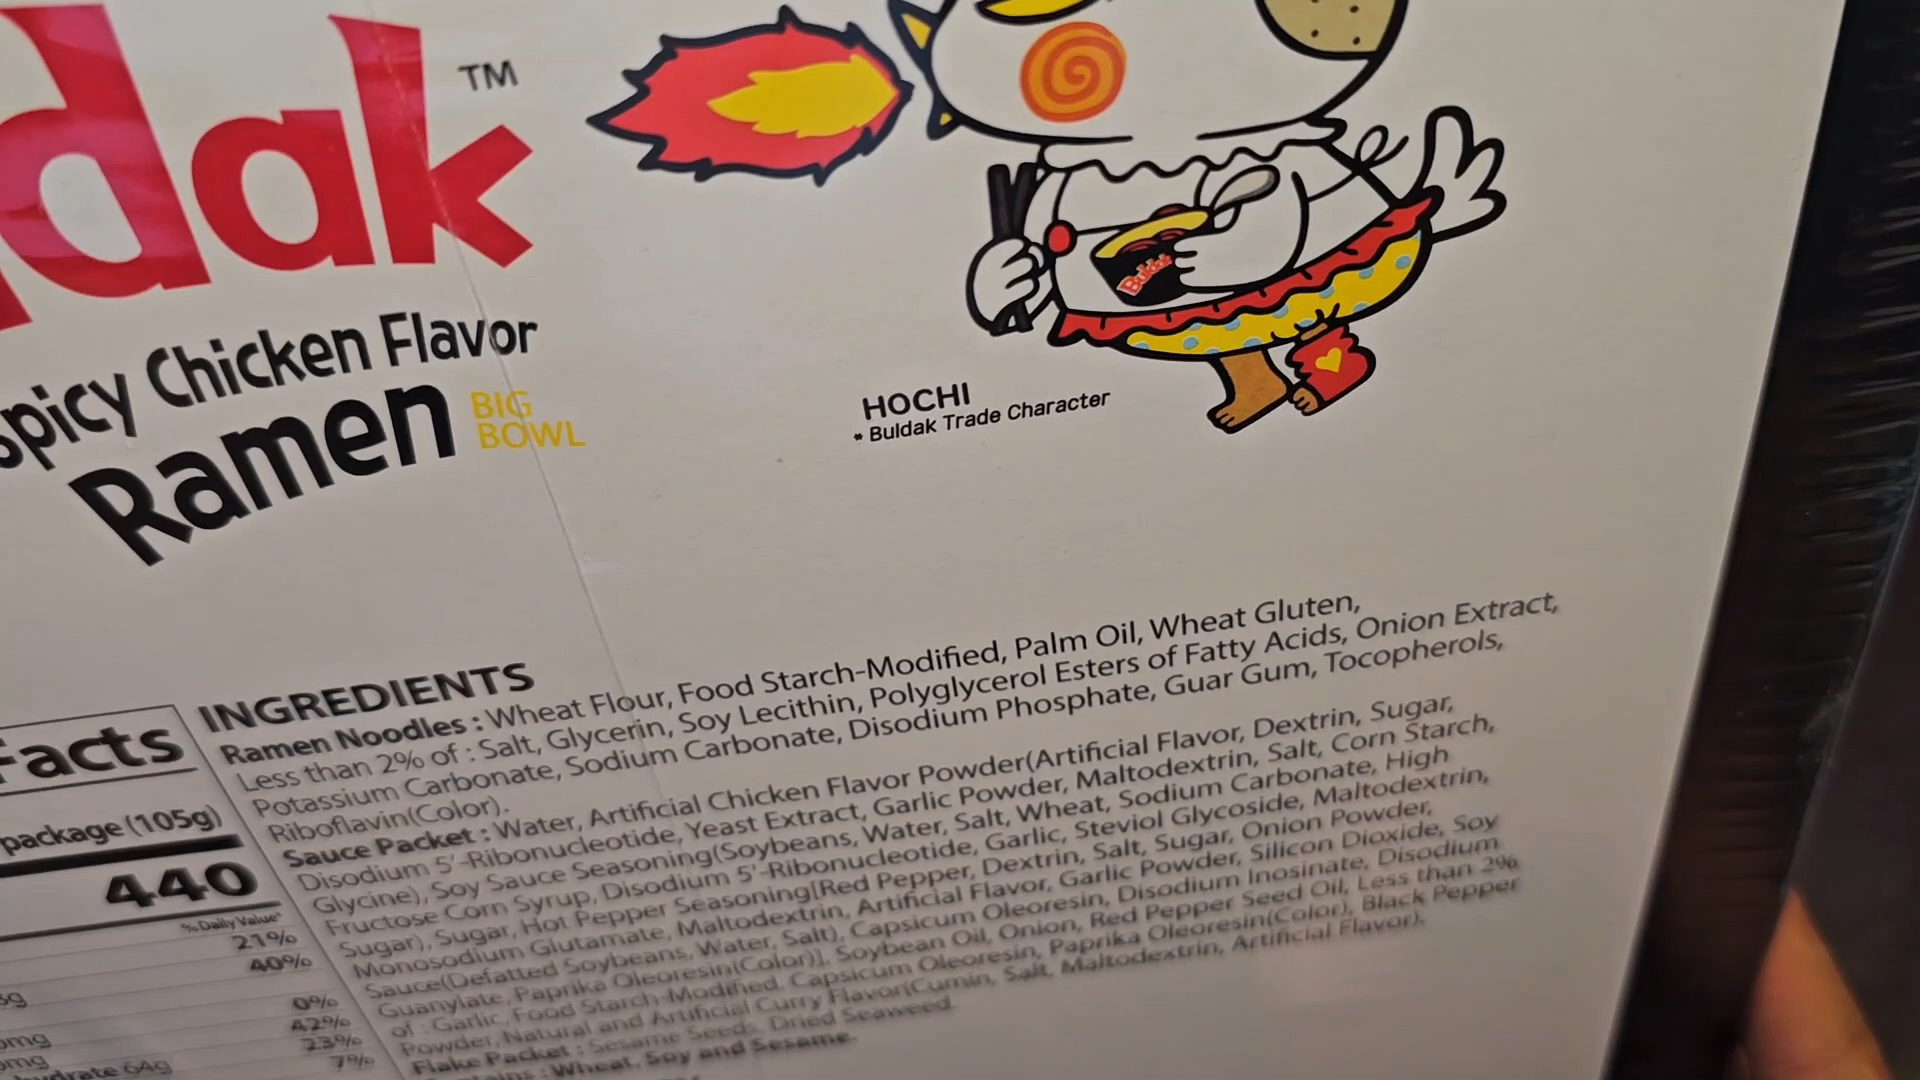 dak TM
Spicy Chicken Flavor
Ramen BIG
BOWL
Buldak
HOCHI
* Buldak Trade Character
INGREDIENTS
Ramen Noodles : Wheat Flour, Food Starch-Modified, Palm Oil, Wheat Gluten,
Less than 2% of : Salt, Glycerin, Soy Lecithin, Polyglycerol Esters of Fatty Acids, Onion Extract,
Potassium Carbonate, Sodium Carbonate, Disodium Phosphate, Guar Gum, Tocopherols,
Riboflavin(Color).
Sauce Packet : Water, Artificial Chicken Flavor Powder(Artificial Flavor, Dextrin, Sugar,
Disodium 5'-Ribonucleotide, Yeast Extract, Garlic Powder, Maltodextrin, Salt, Corn Starch,
Glycine), Soy Sauce Seasoning(Soybeans, Water, Salt, Wheat, Sodium Carbonate, High
Fructose Corn Syrup, Disodium 5'-Ribonucleotide, Garlic, Steviol Glycoside, Maltodextrin,
Sugar), Sugar, Hot Pepper Seasoning[Red Pepper, Dextrin, Salt, Sugar, Onion Powder,
Monosodium Glutamate, Maltodextrin, Artificial Flavor, Garlic Powder, Silicon Dioxide, Soy
Sauce(Defatted Soybeans, Water, Salt), Capsicum Oleoresin, Disodium Inosinate, Disodium
Guanylate, Paprika Oleoresin(Color)], Soybean Oil, Onion, Red Pepper Seed Oil, Less than 2%
of : Garlic, Food Starch-Modified, Capsicum Oleoresin, Paprika Oleoresin(Color), Black Pepper
Powder, Natural and Artificial Curry Flavor(Cumin, Salt, Maltodextrin, Artificial Flavor).
Flake Packet : Sesame Seeds, Dried Seaweed.
: Wheat, Soy and Sesame.
Facts
package (105g)
440
% Daily Value*
21%
40%
0%
42%
23%
64g 7%